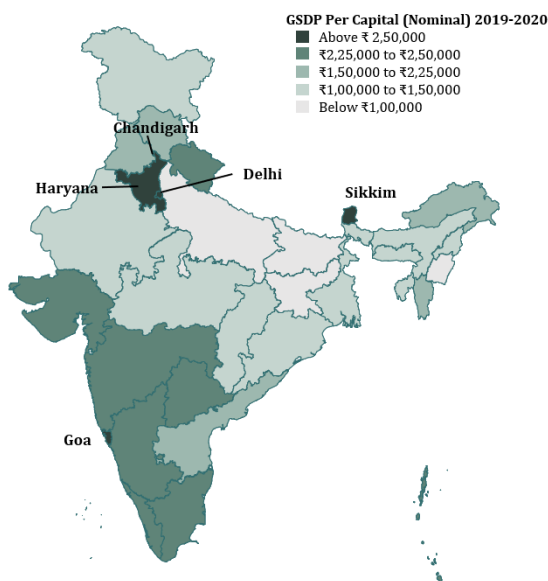 GSDP Per Capital (Nominal) 2019-2020
Above ₹ 2,50,000
₹2,25,000 to ₹2,50,000
₹1,50,000 to ₹2,25,000
₹1,00,000 to ₹1,50,000
Below ₹1,00,000
Chandigarh
Delhi
Haryana
Sikkim
Goa